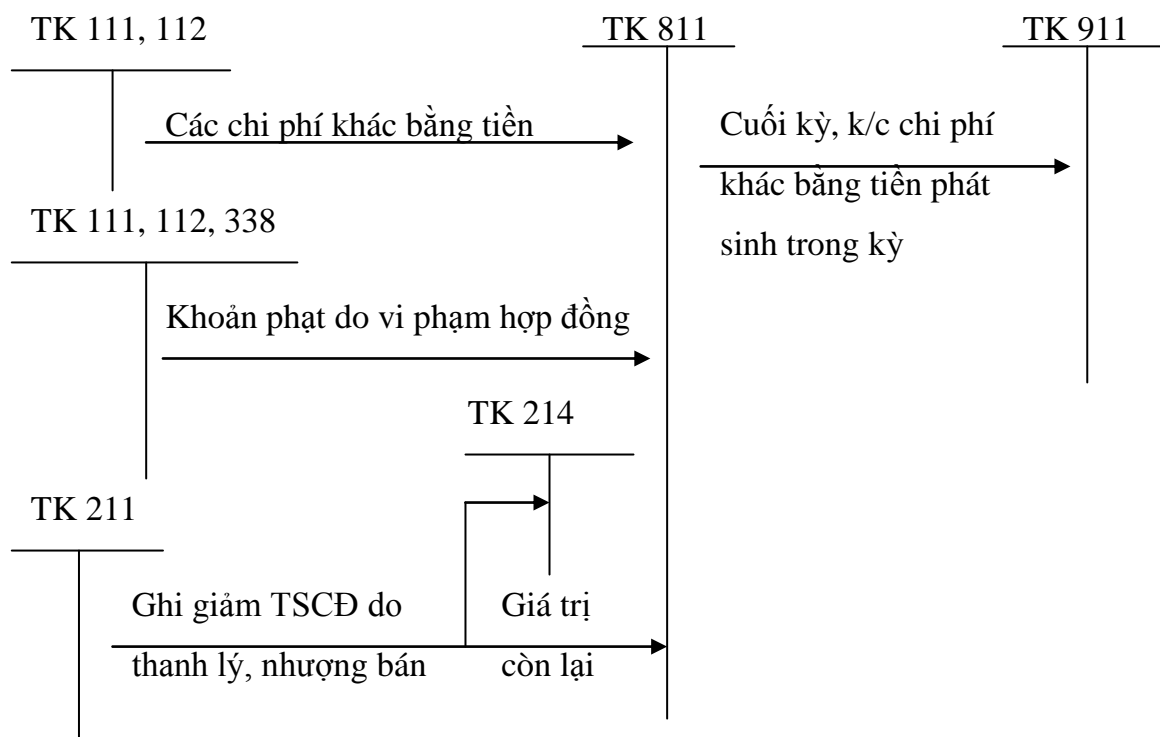 TK 111, 112
TK 811
TK 911
Các chi phí khác bằng tiền
Cuối kỳ, k/c chi phí
khác bằng tiền phát
sinh trong kỳ
TK 111, 112, 338
Khoản phạt do vi phạm hợp đồng
TK 214
TK 211
Ghi giảm TSCĐ do
thanh lý, nhượng bán
Giá trị
còn lại